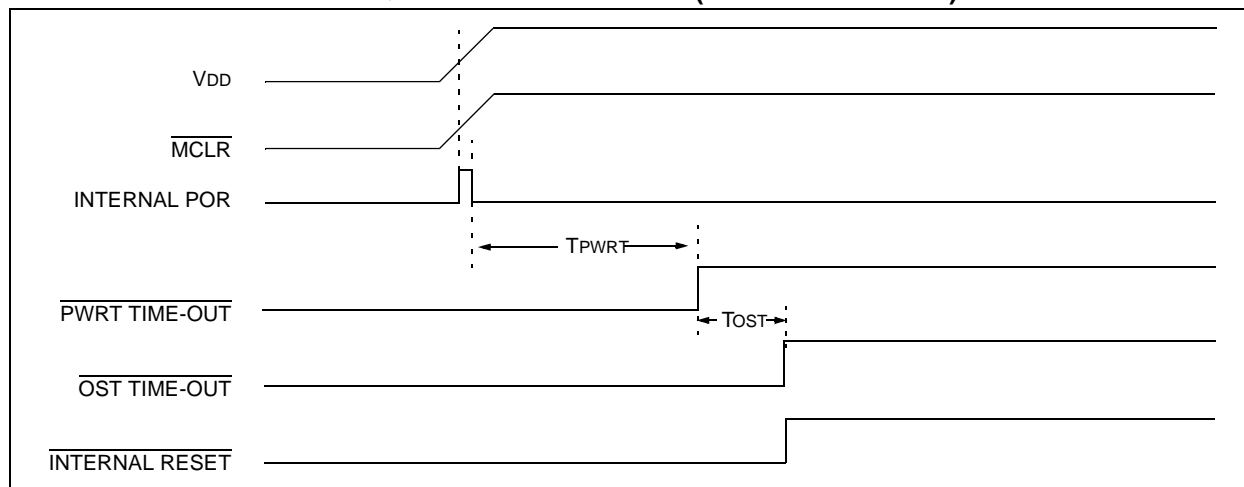 VDD
MCLR
INTERNAL POR
TPWRT
PWRT TIME-OUT
TOST
OST TIME-OUT
INTERNAL RESET